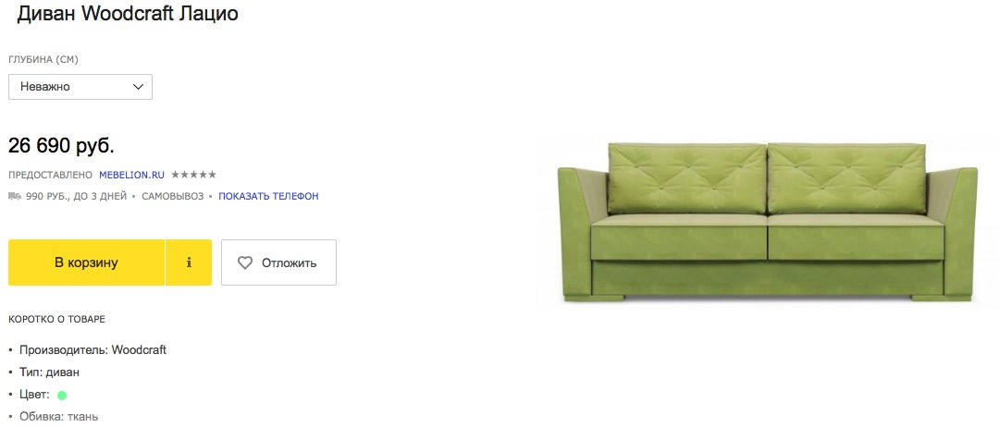 Диван Woodcraft Лацио
ГЛУБИНА (СМ)
Неважно
26 690 руб.
ПРЕДОСТАВЛЕНО MEBELION.RU ★★★★★
990 РУБ., ДО 3 ДНЕЙ • САМОВЫВОЗ • ПОКАЗАТЬ ТЕЛЕФОН
В корзину i Отложить
КОРОТКО О ТОВАРЕ
• Производитель: Woodcraft
• Тип: диван
• Цвет:
• Обивка: ткань